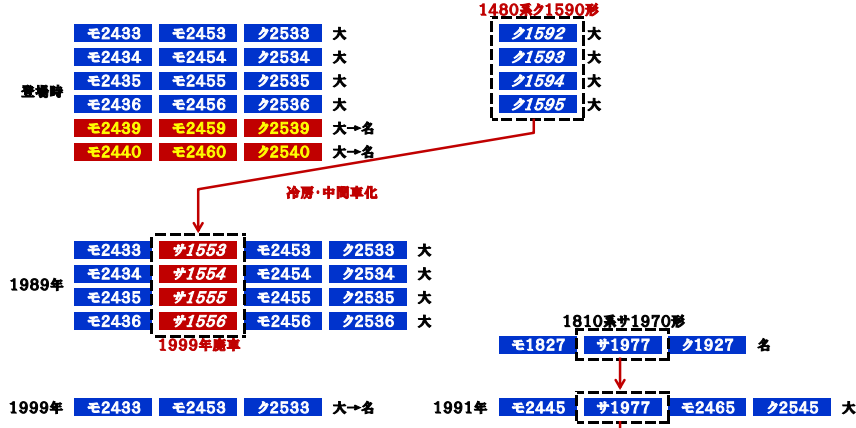 1480系ク1590形
モ2433 モ2453 ク2533 大 ク1592 大
モ2434 モ2454 ク2534 大 ク1593 大
登場時 モ2435 モ2455 ク2535 大 ク1594 大
モ2436 モ2456 ク2536 大 ク1595 大
モ2439 モ2459 ク2539 大→名
モ2440 モ2460 ク2540 大→名
冷房・中間車化
モ2433 サ1553 モ2453 ク2533 大
1989年 モ2434 サ1554 モ2454 ク2534 大
モ2435 サ1555 モ2455 ク2535 大
モ2436 サ1556 モ2456 ク2536 大
1810系サ1970形
1999年廃車 モ1827 サ1977 ク1927 名
1999年 モ2433 モ2453 ク2533 大→名 1991年 モ2445 サ1977 モ2465 ク2545 大